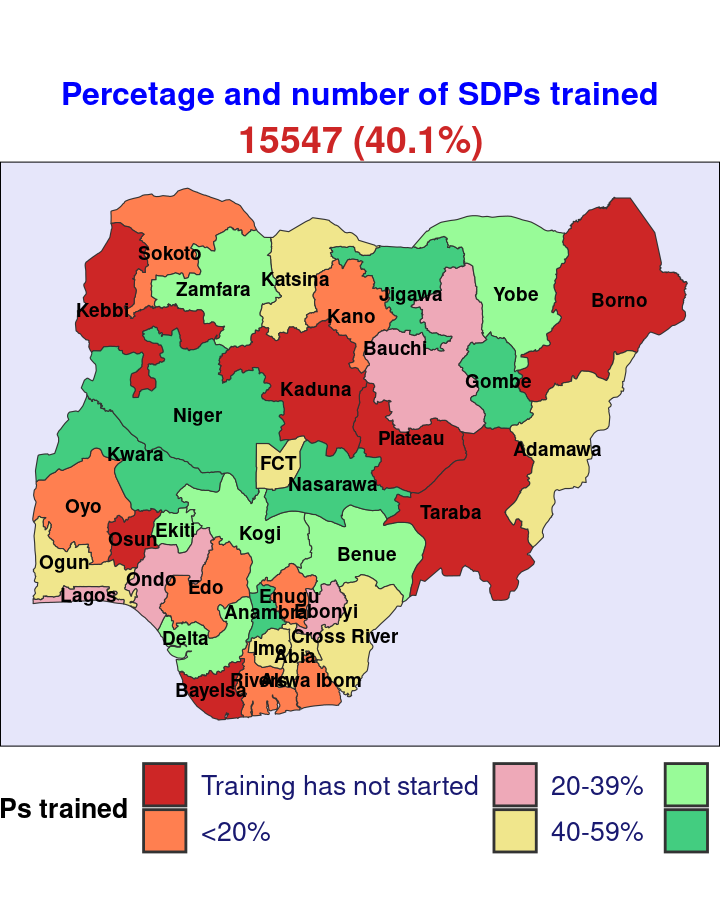 Percetage and number of SDPs trained
15547 (40.1%)
Sokoto
Katsina
Zamfara
Jigawa
Yobe
Borno
Kebbi
Kano
Bauchi
Kaduna
Gombe
Niger
Plateau
Adamawa
Kwara
FCT
Nasarawa
Oyo
Taraba
Ekiti
Osun
Kogi
Benue
Ogun
Ondo
Edo
Lagos
Enugu
Anambra
Ebonyi
Delta
Cross River
Imo
Abia
Rivers
Akwa Ibom
Bayelsa
Ps trained
Training has not started
20-39%
<20%
40-59%